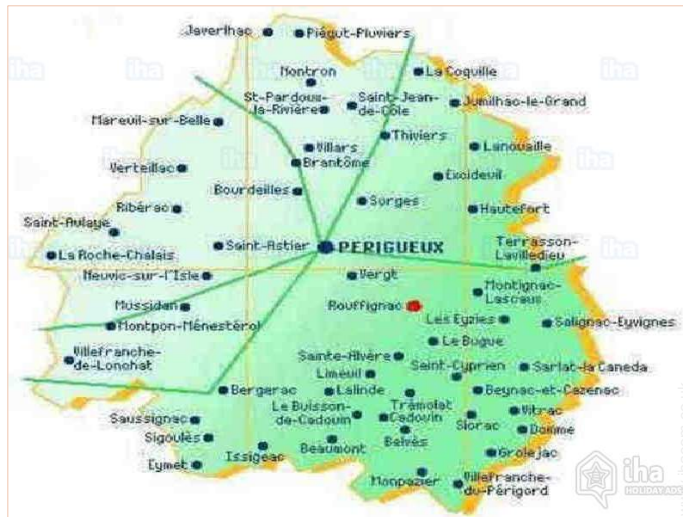 Javerlhac
Piégut-Pluviers
Nontron
La Coquille
St-Pardoux-
la-Rivière
Saint-Jean-
de-Côle
Jumilhac-le-Grand
Mareuil-sur-Belle
Thiviers
Villars
Lanouaille
Brantôme
Verteillac
Excideuil
Bourdeilles
Sorges
Ribérac
Hautefort
Saint-Aulaye
Saint-Astier
PERIGUEUX
Terrasson-
Lavilledieu
La Roche-Chalais
Neuvic-sur-l'Isle
Vergt
Montignac-
Lascaux
Mussidan
Rouffignac
Les Eyzies
Salignac-Eyvignes
Montpon-Ménestérol
Le Bugue
Villefranche-
de-Lonchat
Sainte-Alvère
Saint-Cyprien
Sarlat-la Caneda
Limeuil
Bergerac
Lalinde
Trémolat
Beynac-et-Cazenac
Le Buisson-
de-Cadouin
Cadouin
Siorac
Vitrac
Saussignac
Domme
Sigoulès
Belvès
Beaumont
Issigeac
Grolejac
Eymet
Monpazier
Villefranche-
du-Périgord
iha
HOLIDAY ADS